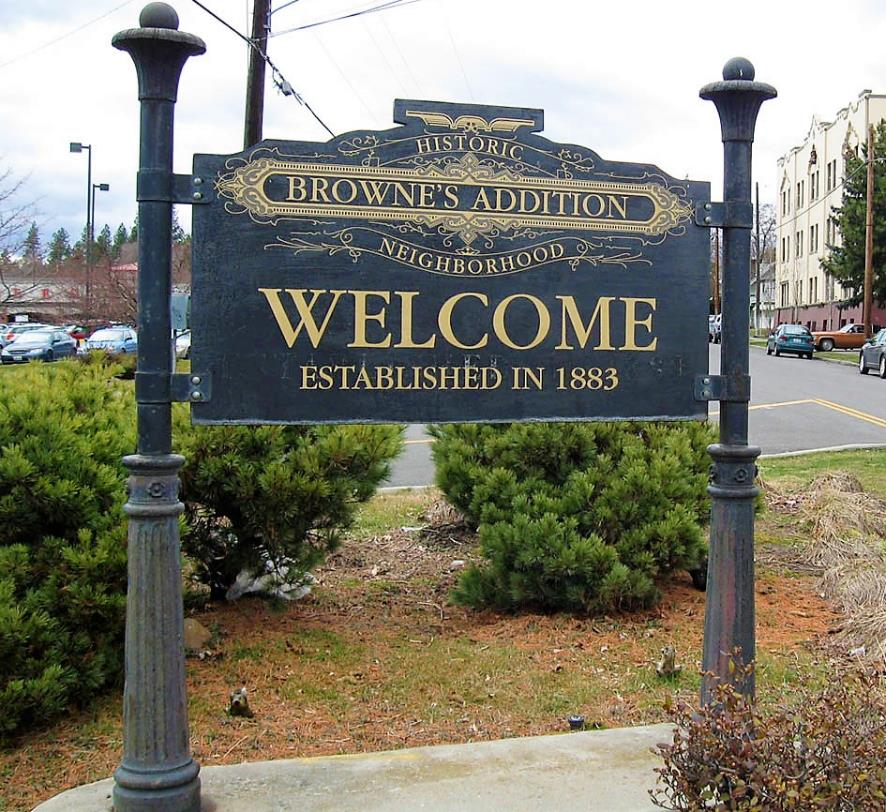 HISTORIC
BROWNE'S ADDITION
NEIGHBORHOOD
WELCOME
ESTABLISHED IN 1883